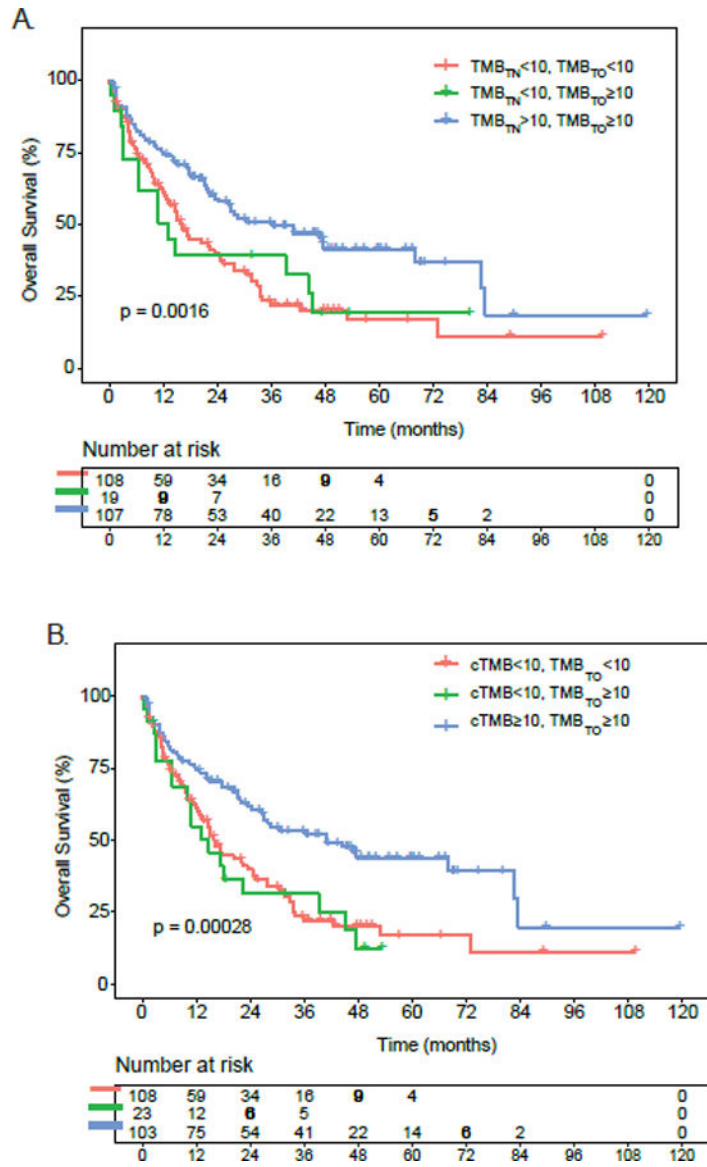 A.
TMBTN<10, TMBTO<10
TMBTN<10, TMBTO≥10
TMBTN>10, TMBTO≥10
100
75
50
25
0
Overall Survival (%)
p = 0.0016
0 12 24 36 48 60 72 84 96 108 120
Time (months)
Number at risk
108 59 34 16 9 4 0
19 9 7 0
107 78 53 40 22 13 5 2 0
0 12 24 36 48 60 72 84 96 108 120
B.
cTMB<10, TMBTO<10
cTMB<10, TMBTO≥10
cTMB≥10, TMBTO≥10
100
75
50
25
0
Overall Survival (%)
p = 0.00028
0 12 24 36 48 60 72 84 96 108 120
Time (months)
Number at risk
108 59 34 16 9 4 0
23 12 6 5 0
103 75 54 41 22 14 6 2 0
0 12 24 36 48 60 72 84 96 108 120